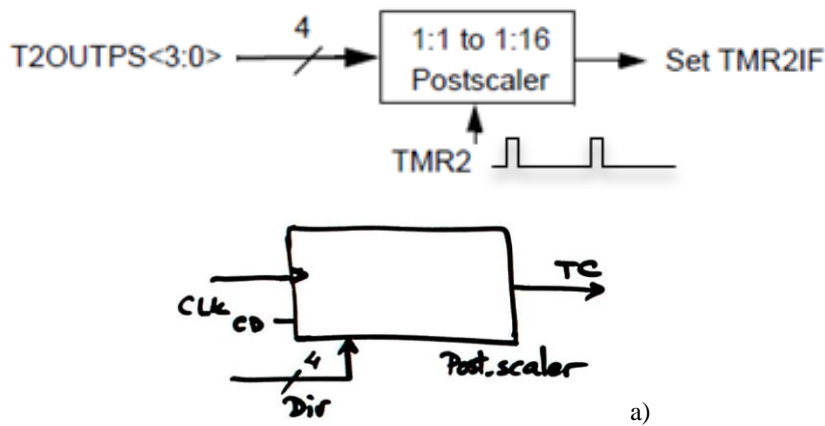 4
1:1 to 1:16
T2OUTPS<3:0>
Set TMR2IF
Postscaler
TMR2
TC
CLK
CD
4
Post.scaler
Div
a)